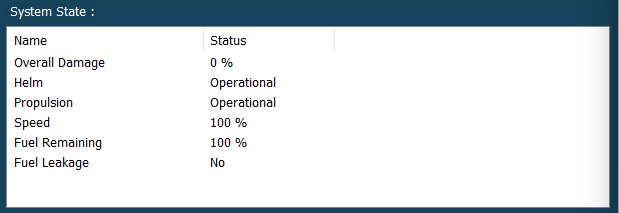 System State :
Name Status
Overall Damage 0 %
Helm Operational
Propulsion Operational
Speed 100 %
Fuel Remaining 100 %
Fuel Leakage No